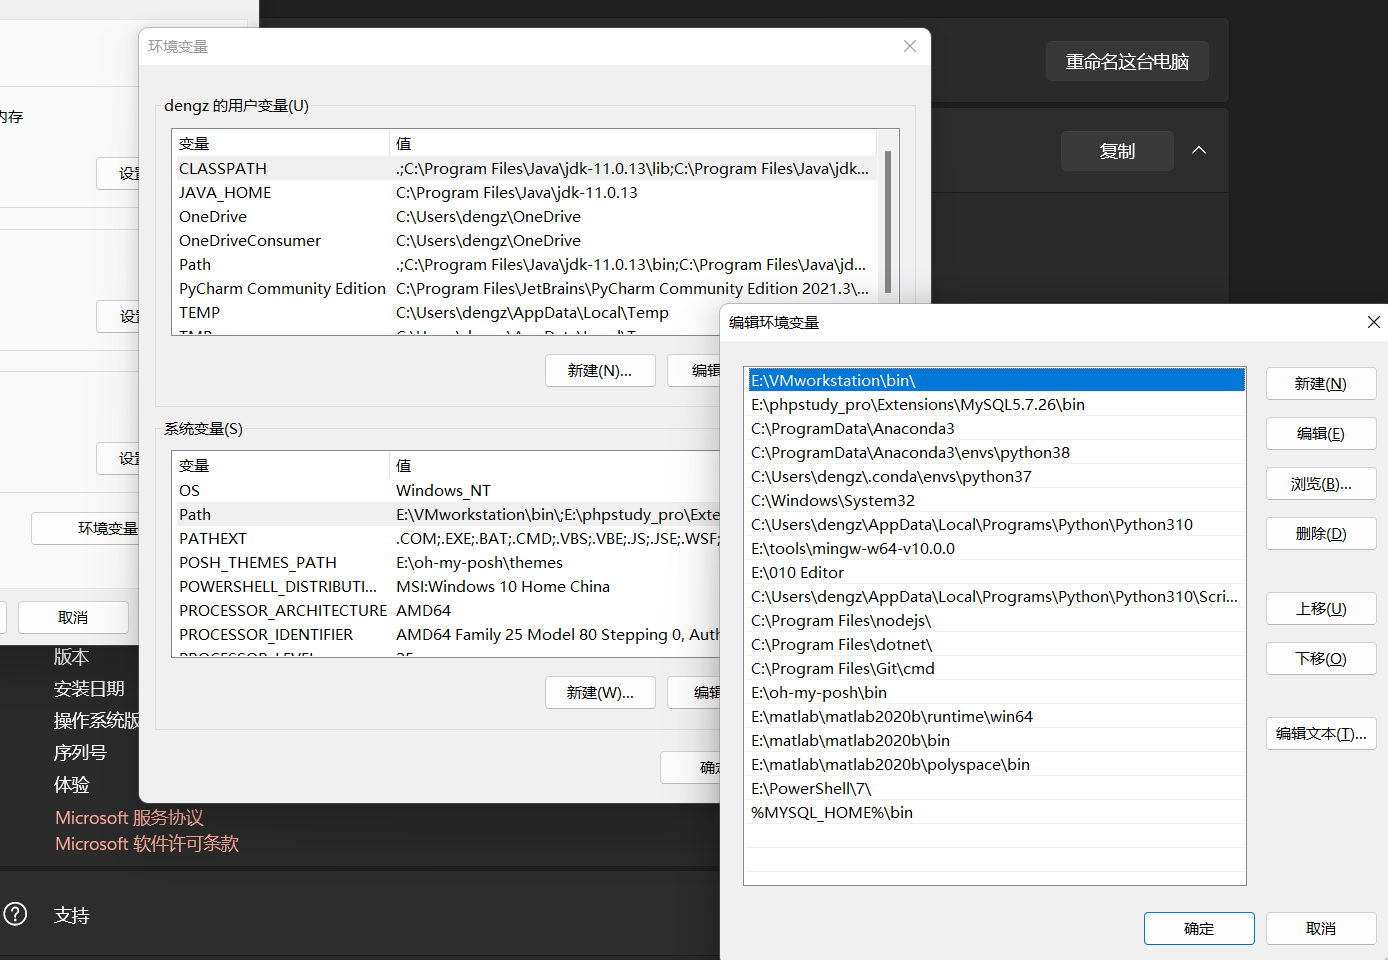 内存
设置
设置
设置
环境变量
取消
环境变量
dengz 的用户变量(U)
变量 值
CLASSPATH .;C:\Program Files\Java\jdk-11.0.13\lib;C:\Program Files\Java\jdk...
JAVA_HOME C:\Program Files\Java\jdk-11.0.13
OneDrive C:\Users\dengz\OneDrive
OneDriveConsumer C:\Users\dengz\OneDrive
Path .;C:\Program Files\Java\jdk-11.0.13\bin;C:\Program Files\Java\jd...
PyCharm Community Edition C:\Program Files\JetBrains\PyCharm Community Edition 2021.3\...
TEMP C:\Users\dengz\AppData\Local\Temp
新建(N)... 编辑
系统变量(S)
变量 值
OS Windows_NT
Path E:\VMworkstation\bin\;E:\phpstudy_pro\Exte
PATHEXT .COM;.EXE;.BAT;.CMD;.VBS;.VBE;.JS;.JSE;.WSF;
POSH_THEMES_PATH E:\oh-my-posh\themes
POWERSHELL_DISTRIBUTI... MSI:Windows 10 Home China
PROCESSOR_ARCHITECTURE AMD64
PROCESSOR_IDENTIFIER AMD64 Family 25 Model 80 Stepping 0, Auth
新建(W)... 编辑
确定
重命名这台电脑
复制
编辑环境变量
E:\VMworkstation\bin\
E:\phpstudy_pro\Extensions\MySQL5.7.26\bin
C:\ProgramData\Anaconda3
C:\ProgramData\Anaconda3\envs\python38
C:\Users\dengz\.conda\envs\python37
C:\Windows\System32
C:\Users\dengz\AppData\Local\Programs\Python\Python310
E:\tools\mingw-w64-v10.0.0
E:\010 Editor
C:\Users\dengz\AppData\Local\Programs\Python\Python310\Scri...
C:\Program Files\nodejs\
C:\Program Files\dotnet\
C:\Program Files\Git\cmd
E:\oh-my-posh\bin
E:\matlab\matlab2020b\runtime\win64
E:\matlab\matlab2020b\bin
E:\matlab\matlab2020b\polyspace\bin
E:\PowerShell\7\
%MYSQL_HOME%\bin
新建(N)
编辑(E)
浏览(B)...
删除(D)
上移(U)
下移(O)
编辑文本(T)...
确定 取消
版本
安装日期
操作系统版
序列号
体验
Microsoft 服务协议
Microsoft 软件许可条款
支持